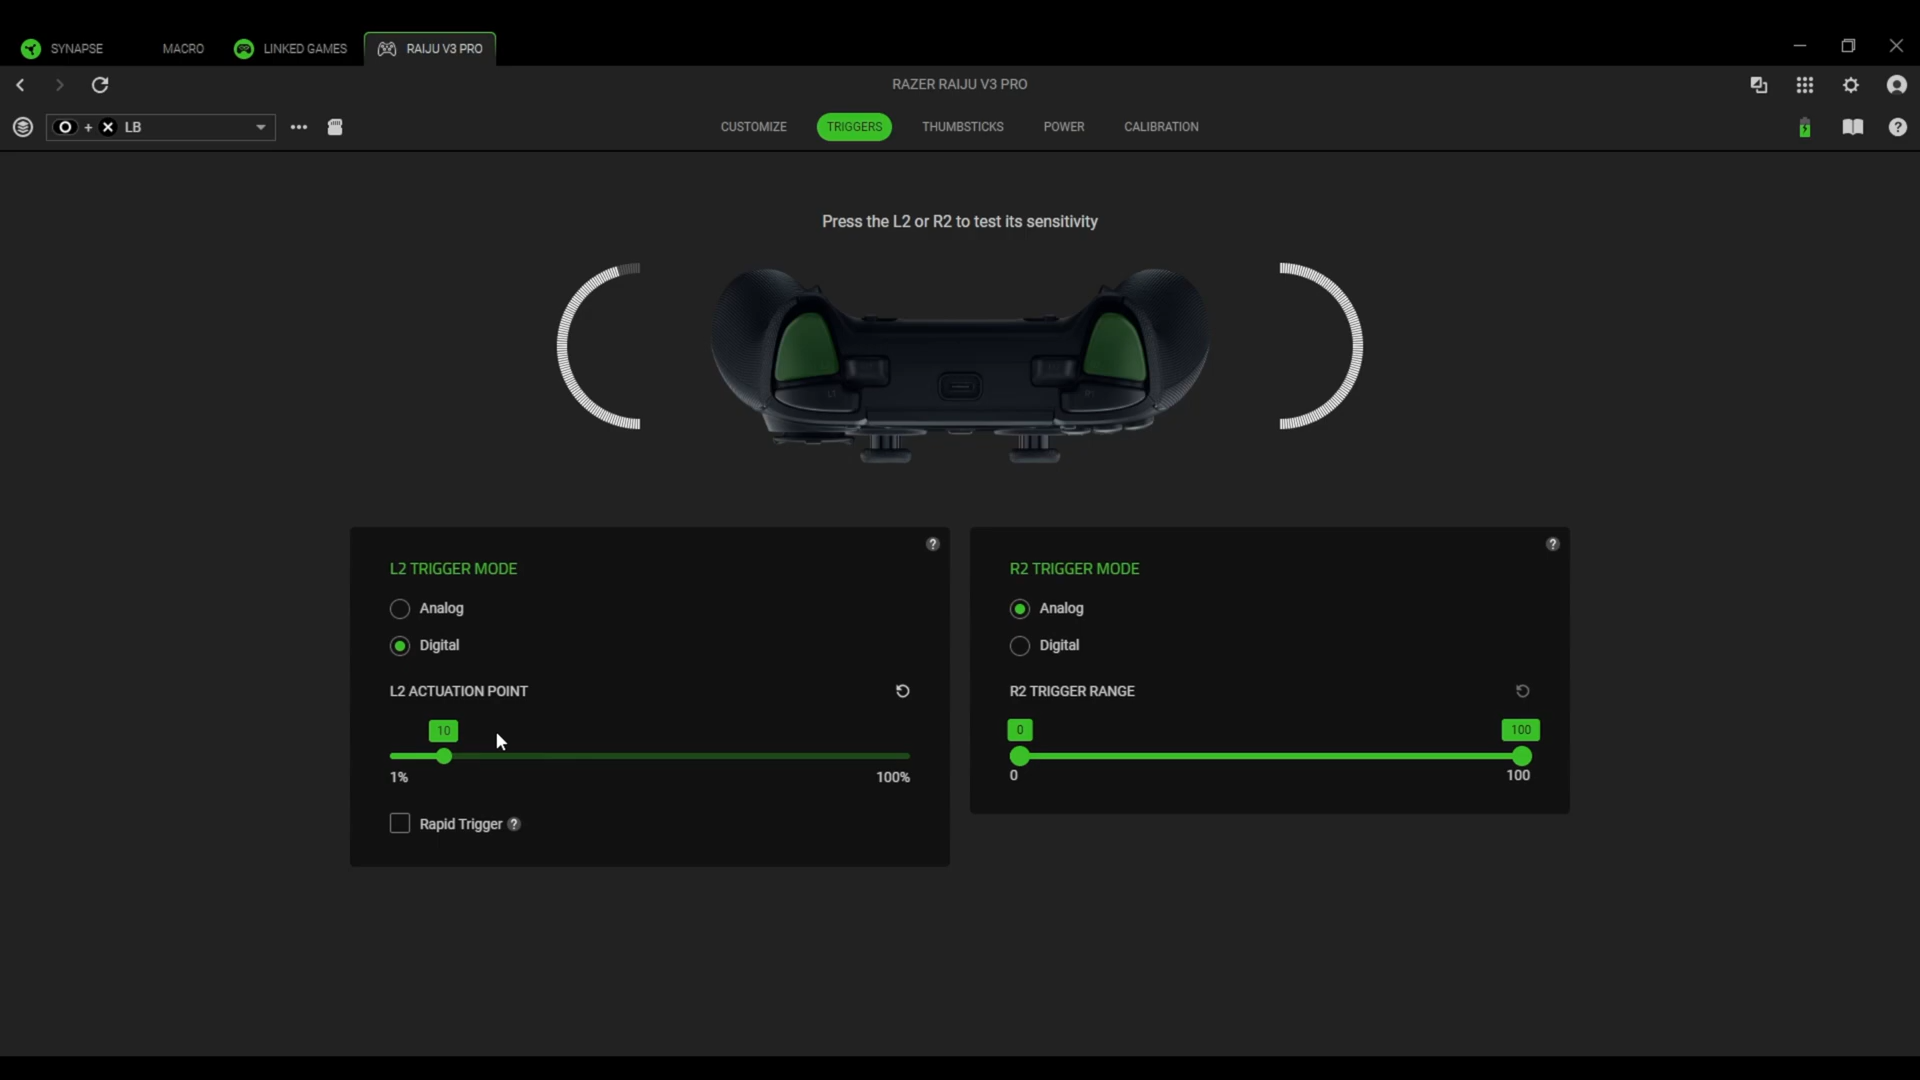 SYNAPSE MACRO LINKED GAMES RAIJU V3 PRO
RAZER RAIJU V3 PRO
+ LB
CUSTOMIZE TRIGGERS THUMBSTICKS POWER CALIBRATION
Press the L2 or R2 to test its sensitivity
L2 TRIGGER MODE
Analog
Digital
L2 ACTUATION POINT
10
1% 100%
Rapid Trigger ?
R2 TRIGGER MODE
Analog
Digital
R2 TRIGGER RANGE
0 100
0 100